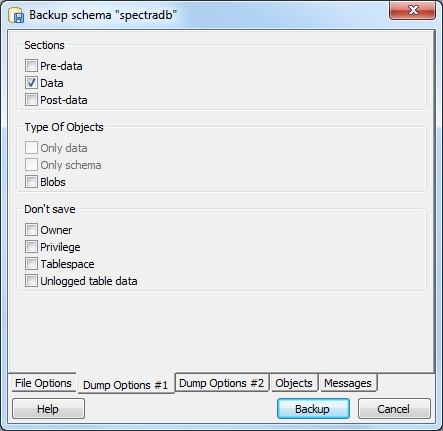 Backup schema "spectradb"
Sections
Pre-data
Data
Post-data
Type Of Objects
Only data
Only schema
Blobs
Don't save
Owner
Privilege
Tablespace
Unlogged table data
File Options Dump Options #1 Dump Options #2 Objects Messages
Help Backup Cancel